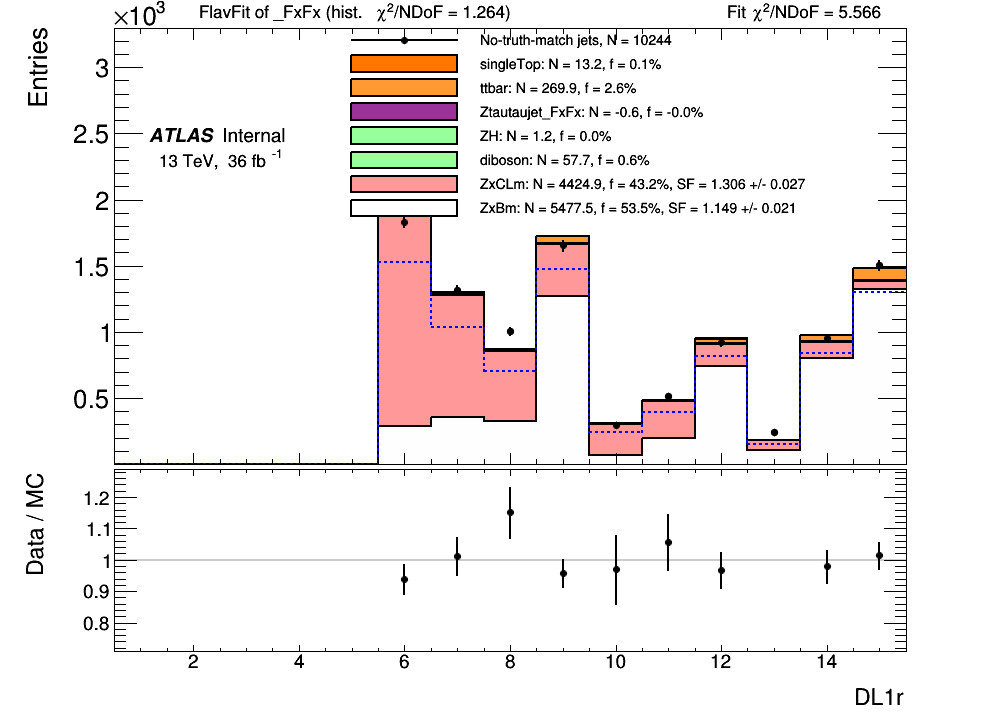 ×10³ FlavFit of _FxFx (hist. χ²/NDoF = 1.264) Fit χ²/NDoF = 5.566
Entries
No-truth-match jets, N = 10244
singleTop: N = 13.2, f = 0.1%
ttbar: N = 269.9, f = 2.6%
Ztautaujet_FxFx: N = -0.6, f = -0.0%
ZH: N = 1.2, f = 0.0%
diboson: N = 57.7, f = 0.6%
ZxCLm: N = 4424.9, f = 43.2%, SF = 1.306 +/- 0.027
ZxBm: N = 5477.5, f = 53.5%, SF = 1.149 +/- 0.021
ATLAS Internal
13 TeV, 36 fb⁻¹
3
2.5
2
1.5
1
0.5
Data / MC
1.2
1.1
1
0.9
0.8
2 4 6 8 10 12 14
DL1r